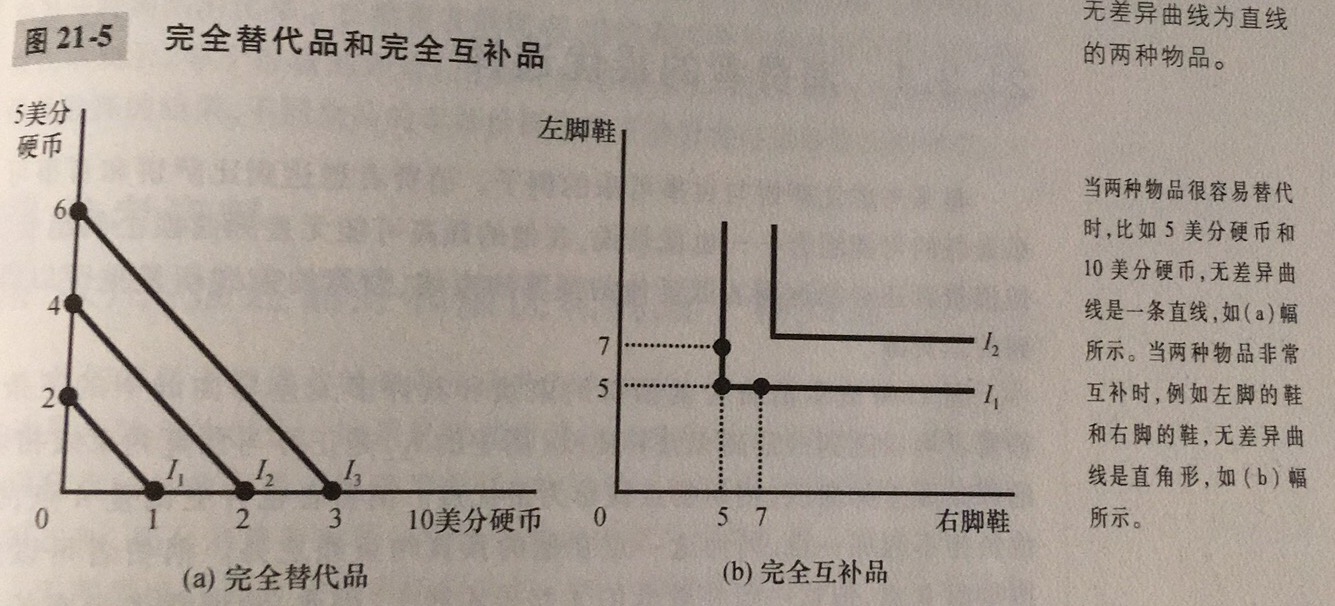 图 21-5 完全替代品和完全互补品
无差异曲线为直线
的两种物品。
5美分
硬币
6
4
2
0
1
2
3
I₁
I₂
I₃
10美分硬币
(a) 完全替代品
左脚鞋
7
5
0
5
7
I₂
I₁
右脚鞋
(b) 完全互补品
当两种物品很容易替代
时,比如 5 美分硬币和
10 美分硬币,无差异曲
线是一条直线,如(a)幅
所示。当两种物品非常
互补时,例如左脚的鞋
和右脚的鞋,无差异曲
线是直角形,如(b)幅
所示。